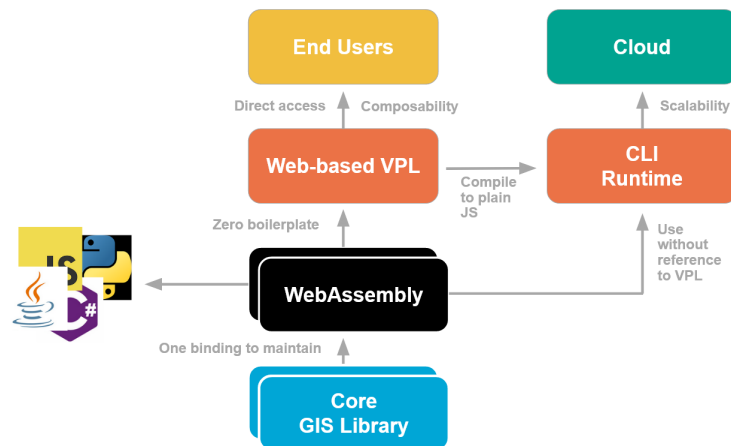 End Users
Cloud
Direct access
Composability
Scalability
Web-based VPL
CLI
Runtime
Compile
to plain
JS
Zero boilerplate
Use
without
reference
to VPL
JS
C#
WebAssembly
One binding to maintain
Core
GIS Library